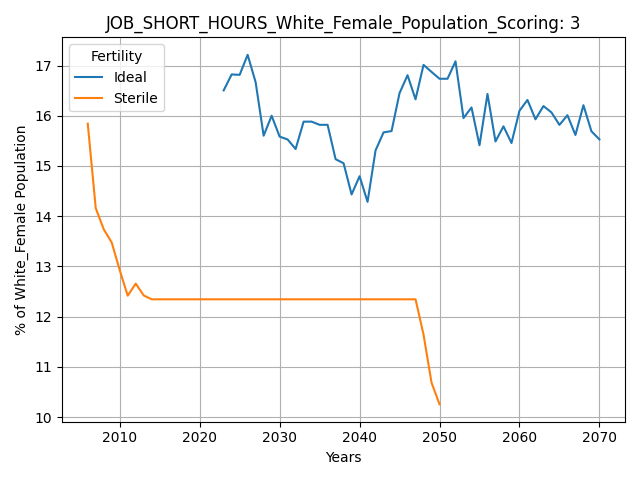 JOB_SHORT_HOURS_White_Female_Population_Scoring: 3
Fertility
Ideal
Sterile
% of White_Female Population
17
16
15
14
13
12
11
10
2010 2020 2030 2040 2050 2060 2070
Years